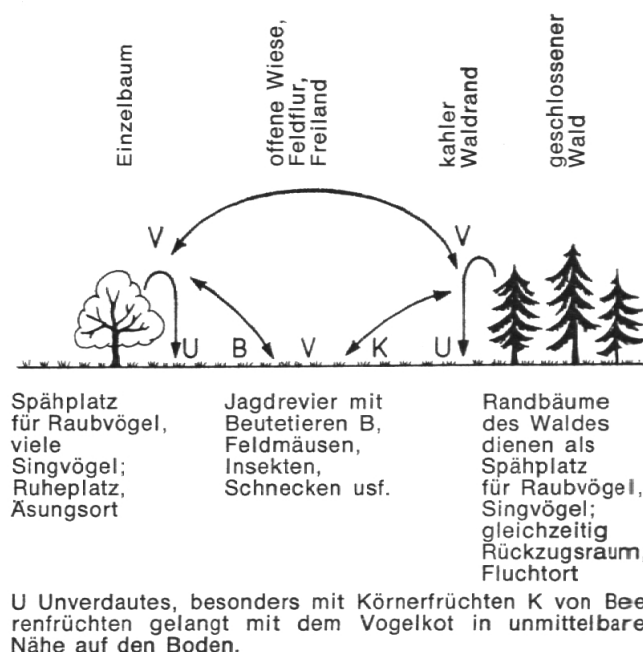 Einzelbaum
offene Wiese,
Feldflur,
Freiland
kahler
Waldrand
geschlossener
Wald
V
V
U B V K U
Spähplatz
für Raubvögel,
viele
Singvögel;
Ruheplatz,
Äsungsort
Jagdrevier mit
Beutetieren B,
Feldmäusen,
Insekten,
Schnecken usf.
Randbäume
des Waldes
dienen als
Spähplatz
für Raubvögel,
Singvögel;
gleichzeitig
Rückzugsraum,
Fluchtort
U Unverdautes, besonders mit Körnerfrüchten K von Bee
renfrüchten gelangt mit dem Vogelkot in unmittelbare
Nähe auf den Boden.